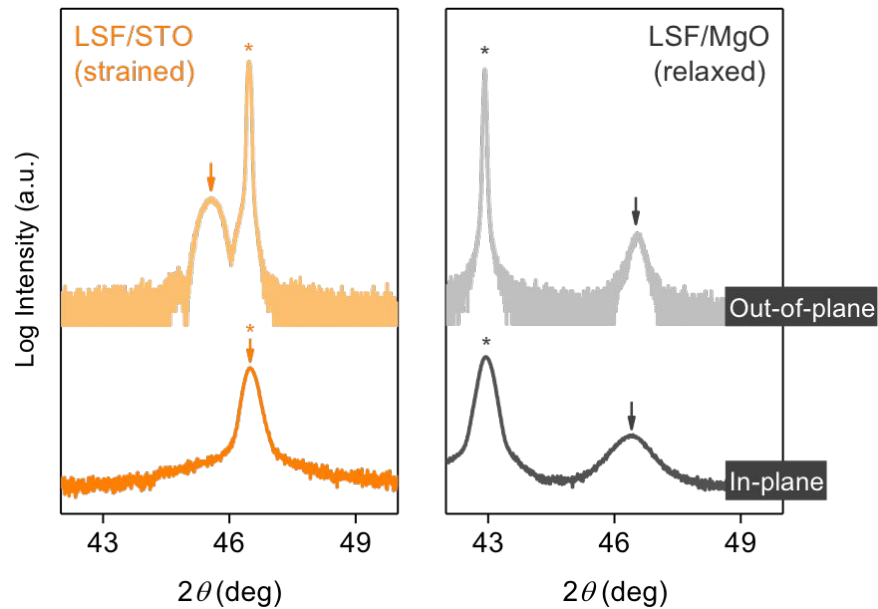 LSF/STO
(strained)
*
*
LSF/MgO
(relaxed)
*
*
Out-of-plane
In-plane
Log Intensity (a.u.)
43
46
49
43
46
49
2θ (deg)
2θ (deg)